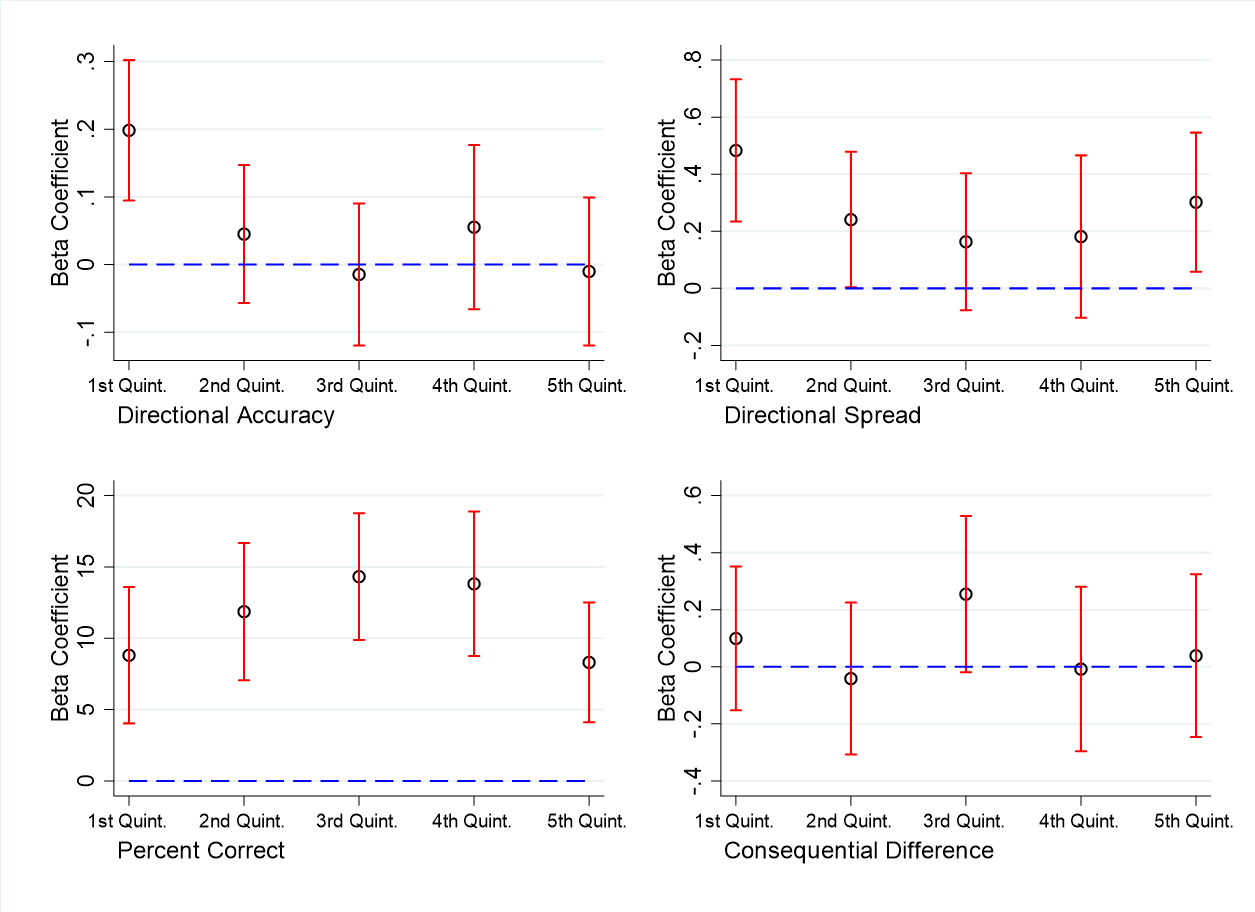 Beta Coefficient
.3
.2
.1
0
-.1
1st Quint. 2nd Quint. 3rd Quint. 4th Quint. 5th Quint.
Directional Accuracy
Beta Coefficient
.8
.6
.4
.2
0
-.2
1st Quint. 2nd Quint. 3rd Quint. 4th Quint. 5th Quint.
Directional Spread
Beta Coefficient
20
15
10
5
0
1st Quint. 2nd Quint. 3rd Quint. 4th Quint. 5th Quint.
Percent Correct
Beta Coefficient
.6
.4
.2
0
-.2
-.4
1st Quint. 2nd Quint. 3rd Quint. 4th Quint. 5th Quint.
Consequential Difference